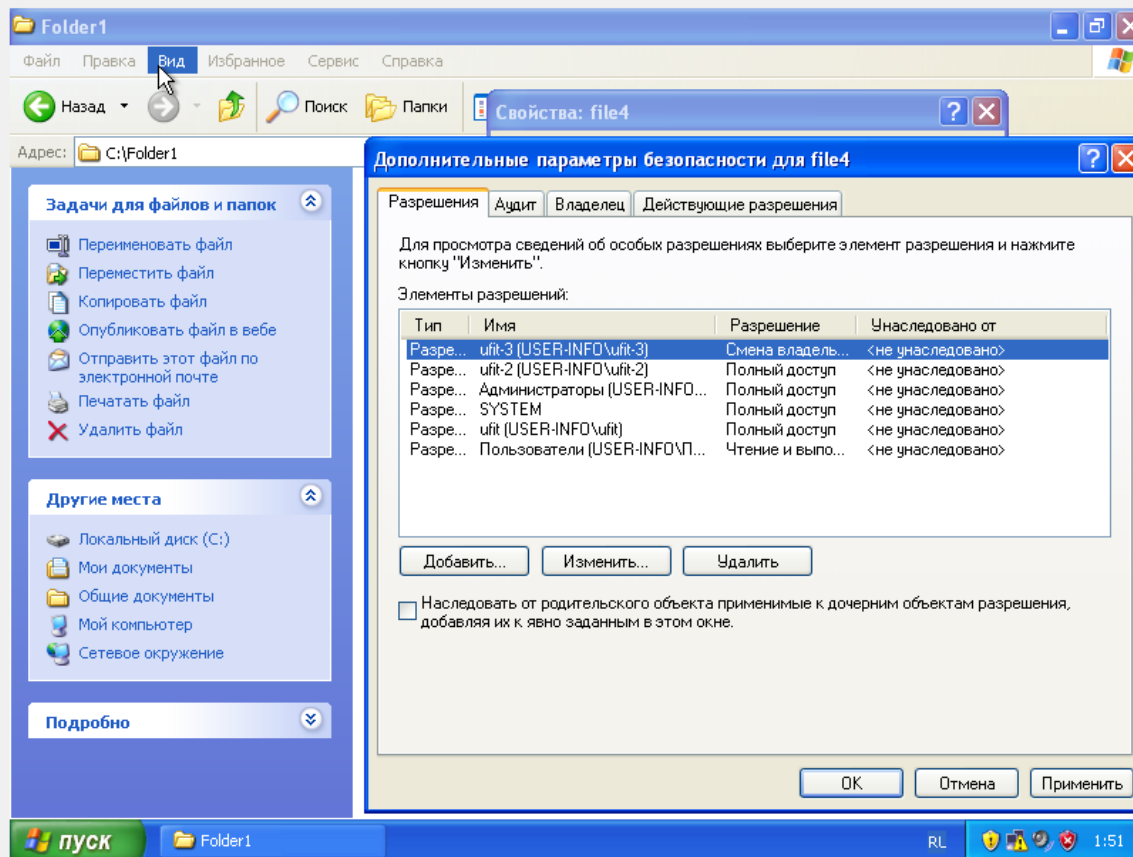 Folder1
Файл Правка Вид Избранное Сервис Справка
Назад Поиск Папки
Свойства: file4
Адрес: C:\Folder1
Дополнительные параметры безопасности для file4
Задачи для файлов и папок
Переименовать файл
Переместить файл
Копировать файл
Опубликовать файл в вебе
Отправить этот файл по
электронной почте
Печатать файл
Удалить файл
Другие места
Локальный диск (C:)
Мои документы
Общие документы
Мой компьютер
Сетевое окружение
Подробно
Разрешения Аудит Владелец Действующие разрешения
Для просмотра сведений об особых разрешениях выберите элемент разрешения и нажмите
кнопку "Изменить".
Элементы разрешений:
Тип Имя Разрешение Унаследовано от
Разре... ufit-3 (USER-INFO\ufit-3) Смена владель... <не унаследовано>
Разре... ufit-2 (USER-INFO\ufit-2) Полный доступ <не унаследовано>
Разре... Администраторы (USER-INFO... Полный доступ <не унаследовано>
Разре... SYSTEM Полный доступ <не унаследовано>
Разре... ufit (USER-INFO\ufit) Полный доступ <не унаследовано>
Разре... Пользователи (USER-INFO\П... Чтение и выпо... <не унаследовано>
Добавить... Изменить... Удалить
Наследовать от родительского объекта применимые к дочерним объектам разрешения,
добавляя их к явно заданным в этом окне.
OK Отмена Применить
пуск Folder1 RL 1:51